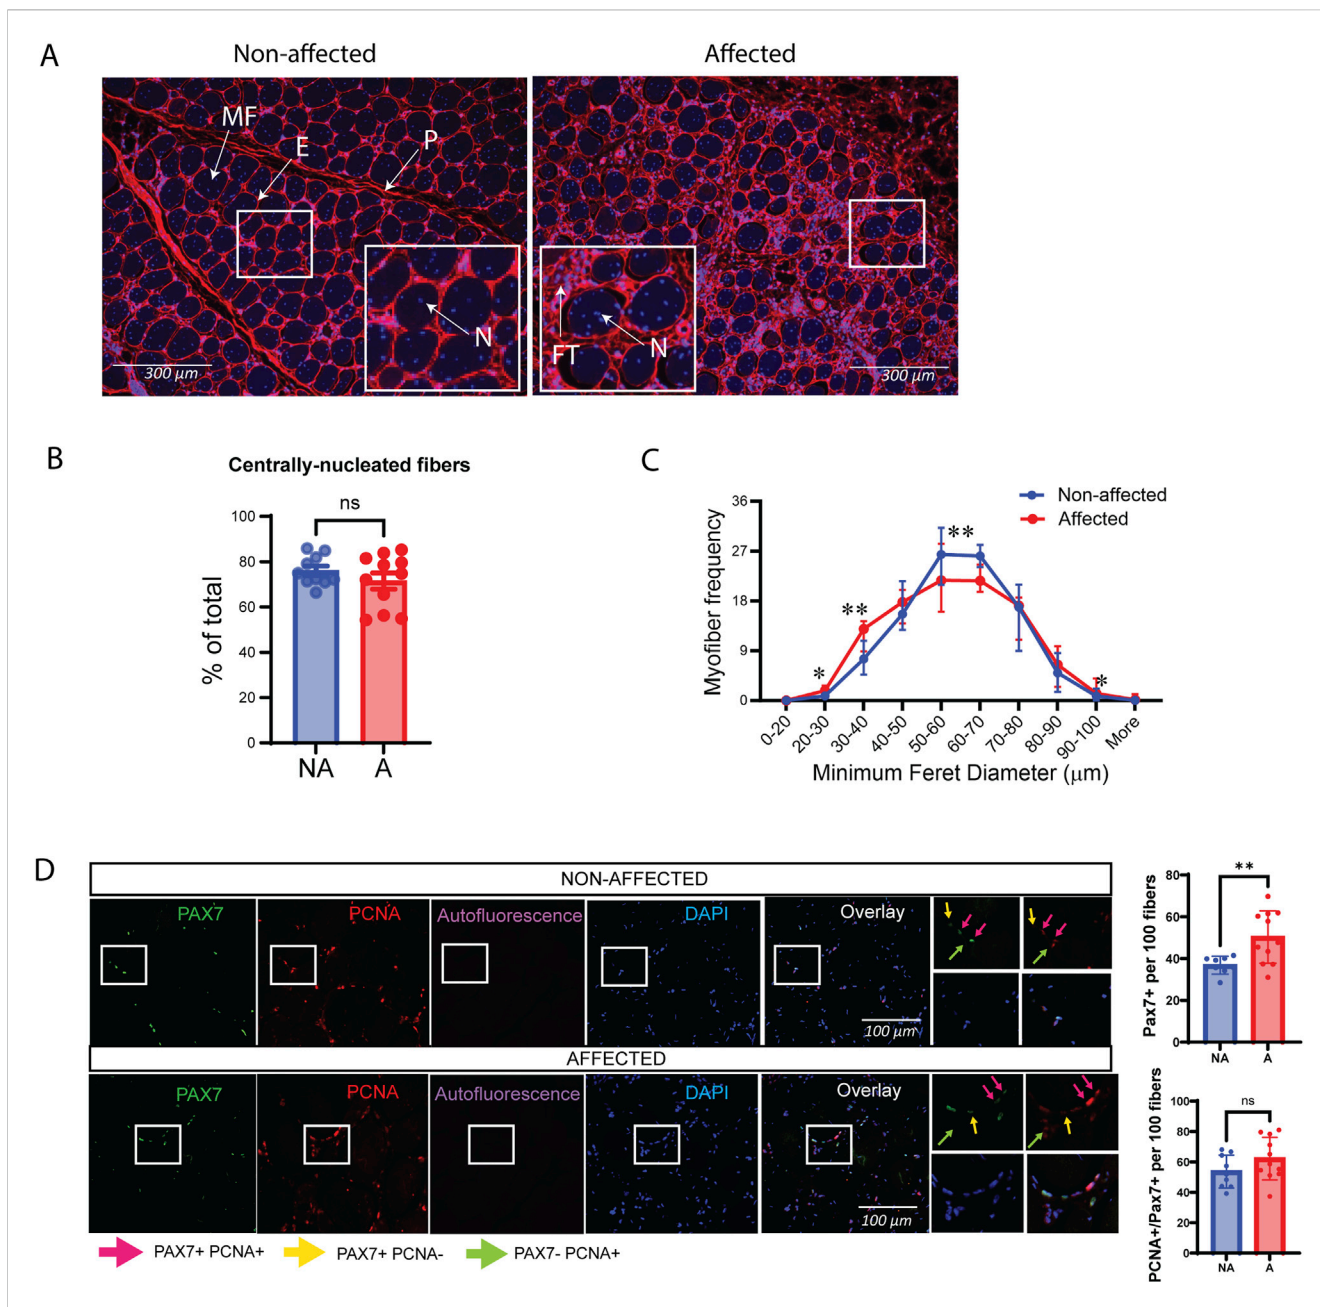 A
Non-affected
Affected
MF
E
P
N
300 µm
FT
N
300 µm
B
Centrally-nucleated fibers
ns
% of total
100
80
60
40
20
0
NA
A
C
Non-affected
Affected
Myofiber frequency
36
27
18
9
0
**
**
*
*
0-20
20-30
30-40
40-50
50-60
60-70
70-80
80-90
90-100
More
Minimum Feret Diameter (µm)
D
NON-AFFECTED
PAX7
PCNA
Autofluorescence
DAPI
Overlay
100 µm
AFFECTED
PAX7
PCNA
Autofluorescence
DAPI
Overlay
100 µm
PAX7+ PCNA+
PAX7+ PCNA-
PAX7- PCNA+
Pax7+ per 100 fibers
80
60
40
20
0
**
NA
A
PCNA+/Pax7+ per 100 fibers
100
80
60
40
20
0
ns
NA
A